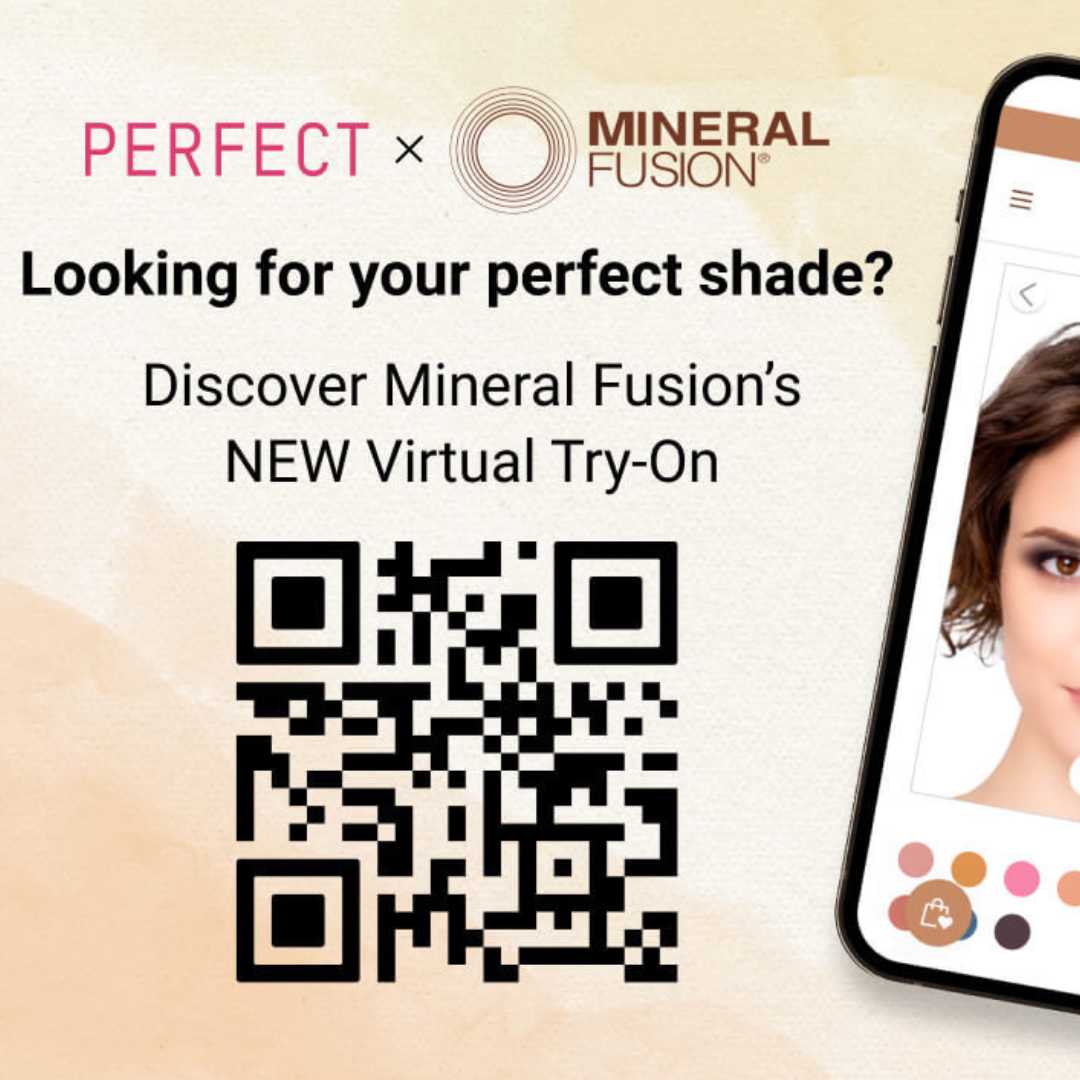 PERFECT × MINERAL
FUSION®
Looking for your perfect shade?
Discover Mineral Fusion’s
NEW Virtual Try-On